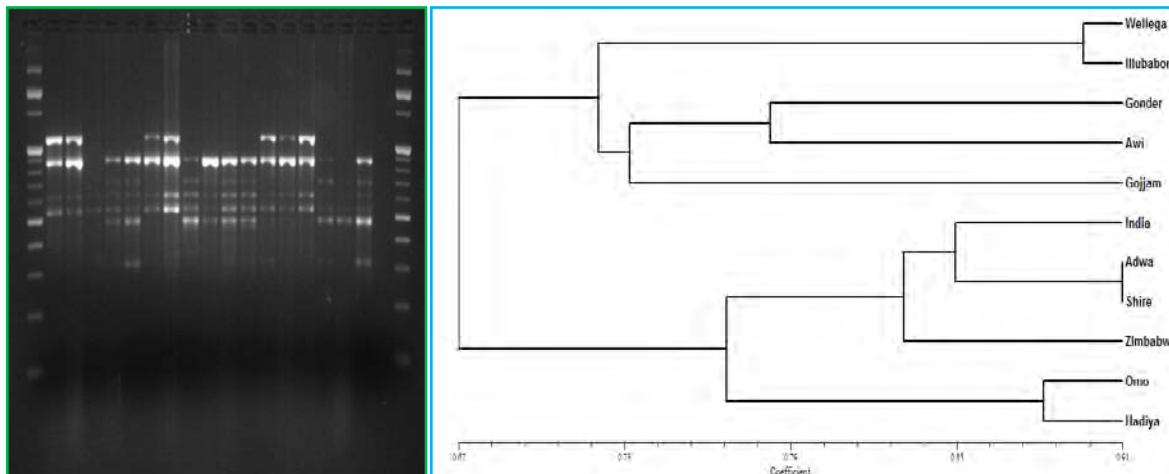 Wellega
Illubabor
Gonder
Awi
Gojjam
India
Adwa
Shire
Zimbabw
Omo
Hadiya
Coefficient